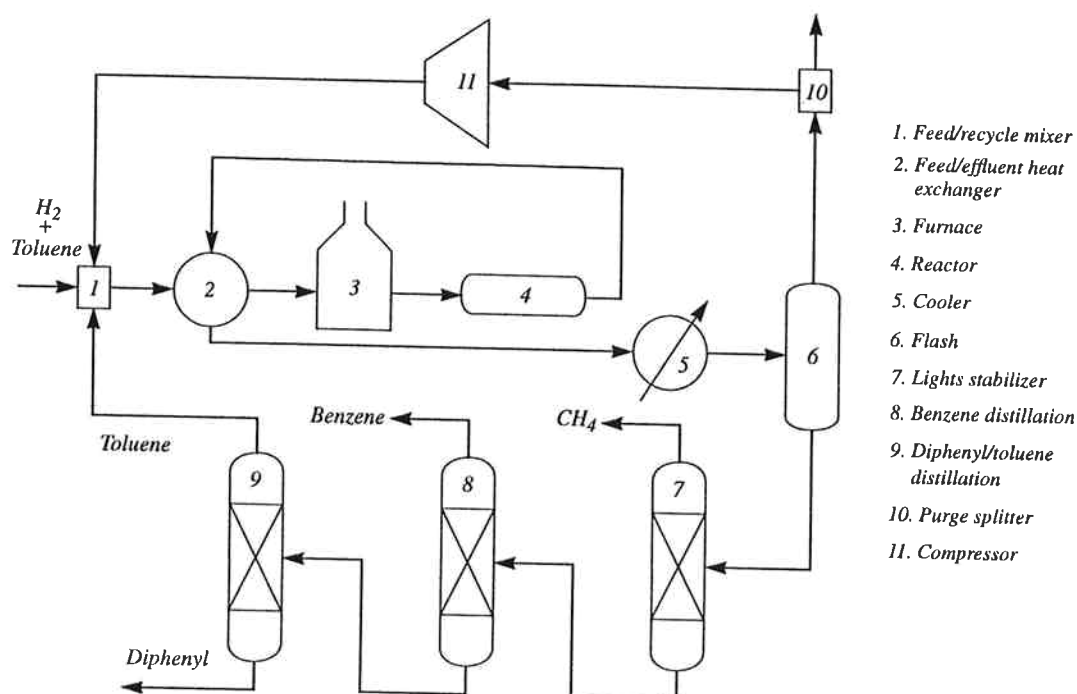 11
10
H2
+
Toluene
1
2
3
4
5
6
Benzene
CH4
Toluene
9
8
7
Diphenyl
1. Feed/recycle mixer
2. Feed/effluent heat
exchanger
3. Furnace
4. Reactor
5. Cooler
6. Flash
7. Lights stabilizer
8. Benzene distillation
9. Diphenyl/toluene
distillation
10. Purge splitter
11. Compressor